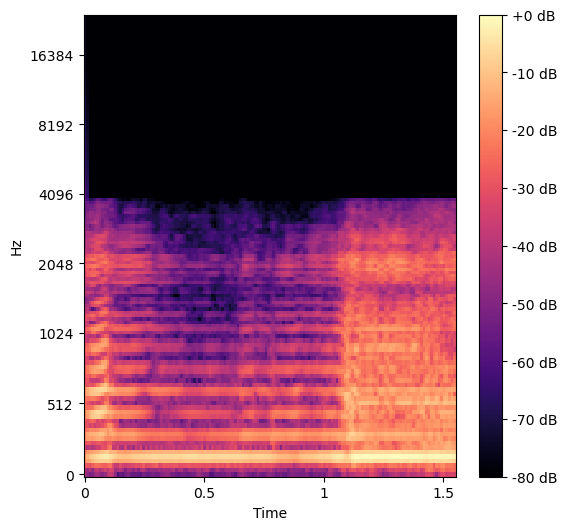 +0 dB
16384
-10 dB
8192
-20 dB
4096
-30 dB
Hz
-40 dB
2048
-50 dB
1024
-60 dB
512
-70 dB
0
-80 dB
0 0.5 1 1.5
Time